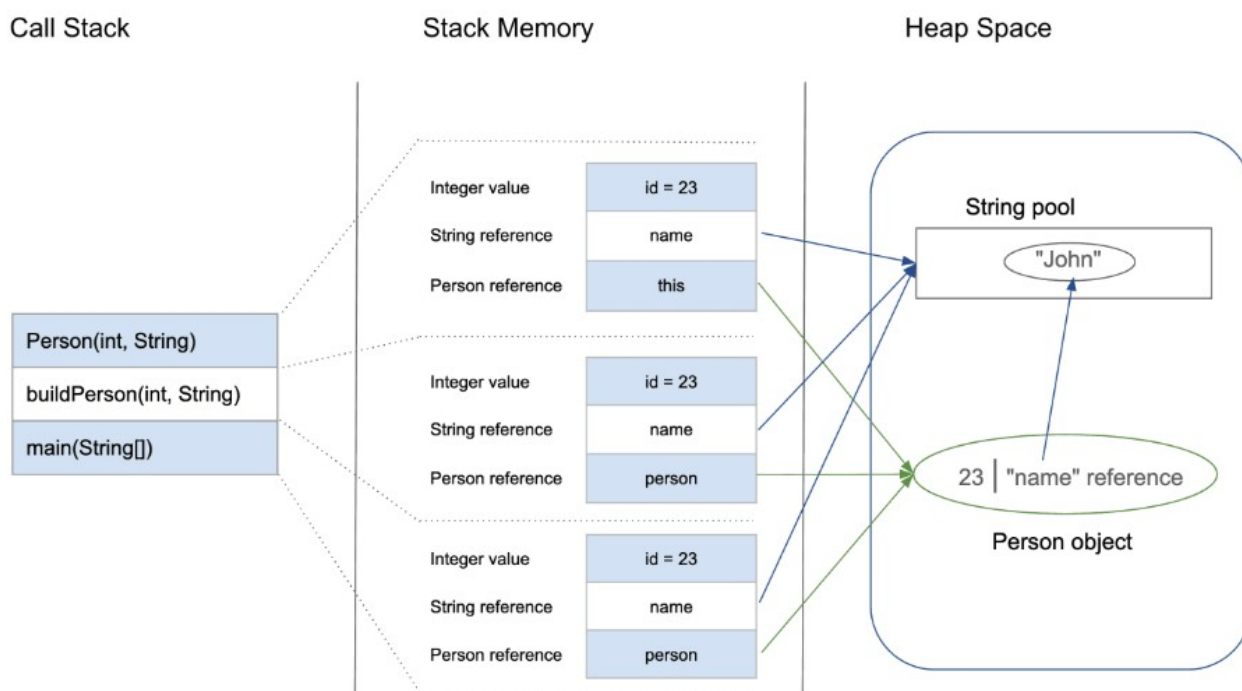 Call Stack
Stack Memory
Heap Space
Person(int, String)
buildPerson(int, String)
main(String[])
Integer value
id = 23
String reference
name
Person reference
this
Integer value
id = 23
String reference
name
Person reference
person
Integer value
id = 23
String reference
name
Person reference
person
String pool
"John"
23 | "name" reference
Person object